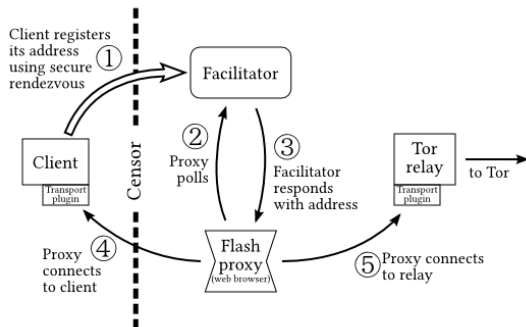 Client registers
its address
using secure
rendezvous
①
Facilitator
②
Proxy
polls
③
Facilitator
responds
with address
Client
Transport
plugin
Censor
Tor
relay
Transport
plugin
to Tor
④
Proxy
connects
to client
Flash
proxy
(web browser)
⑤ Proxy connects
to relay